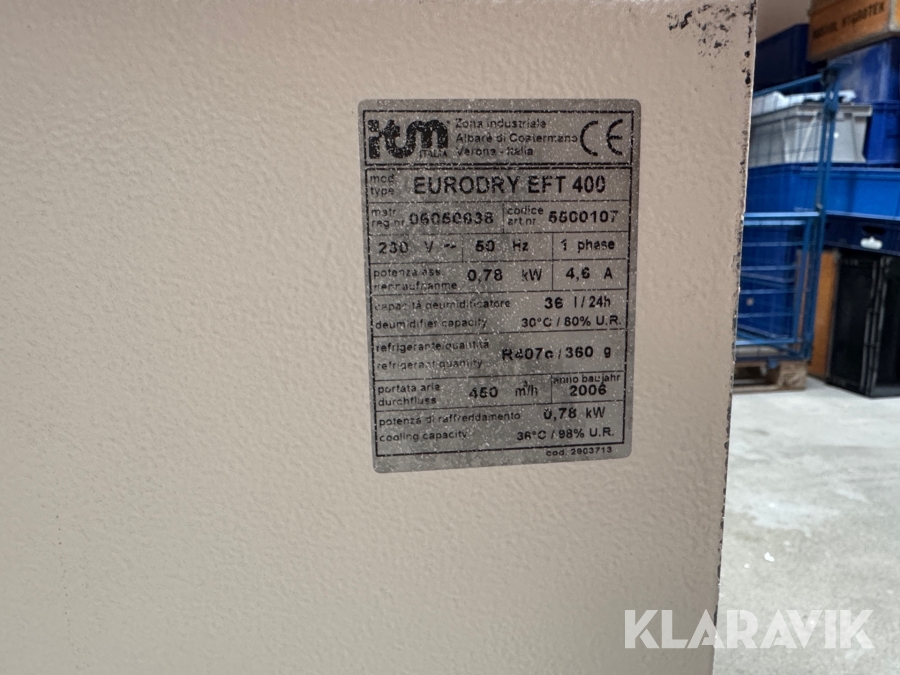 itm ITALIA
Zona industriale
Albarè di Costermano
Verona - Italia
CE
mod. type EURODRY EFT 400
matr. reg.nr. 06050638 codice art.nr. 5500107
230 V ~ 50 Hz 1 phase
potenza ass. nennaufnahme 0,78 kW 4,6 A
capacità deumidificatore 36 l/24h
deumidifier capacity 30°C / 80% U.R.
refrigerante/quantità
refrigerant/quantity R407c / 360 g
portata aria durchfluss 450 m³/h anno baujahr 2006
potenza di raffreddamento 0,78 kW
cooling capacity 36°C / 98% U.R.
cod. 2903713
KLARAVIK